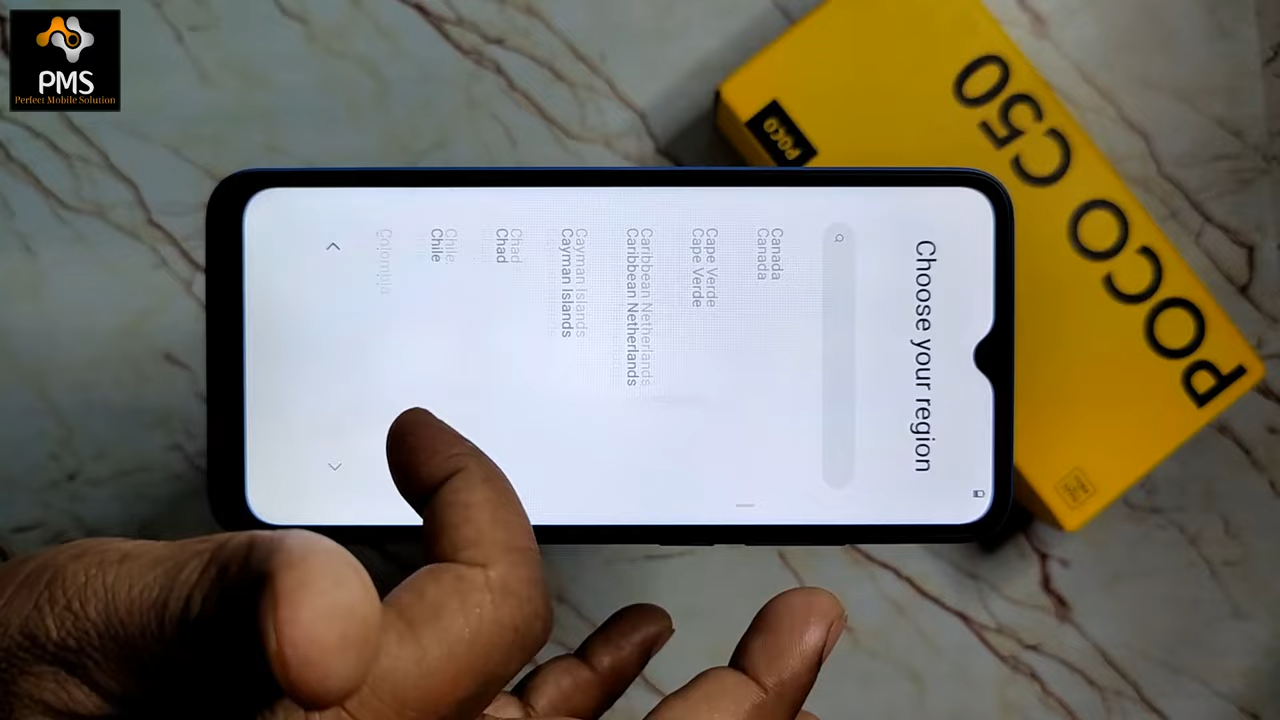 PMS
Perfect Mobile Solution
POCO
POCO C50
Choose your region
Canada
Canada
Cape Verde
Cape Verde
Caribbean Netherlands
Caribbean Netherlands
Cayman Islands
Cayman Islands
Chad
Chad
Chile
Chile
Colombia